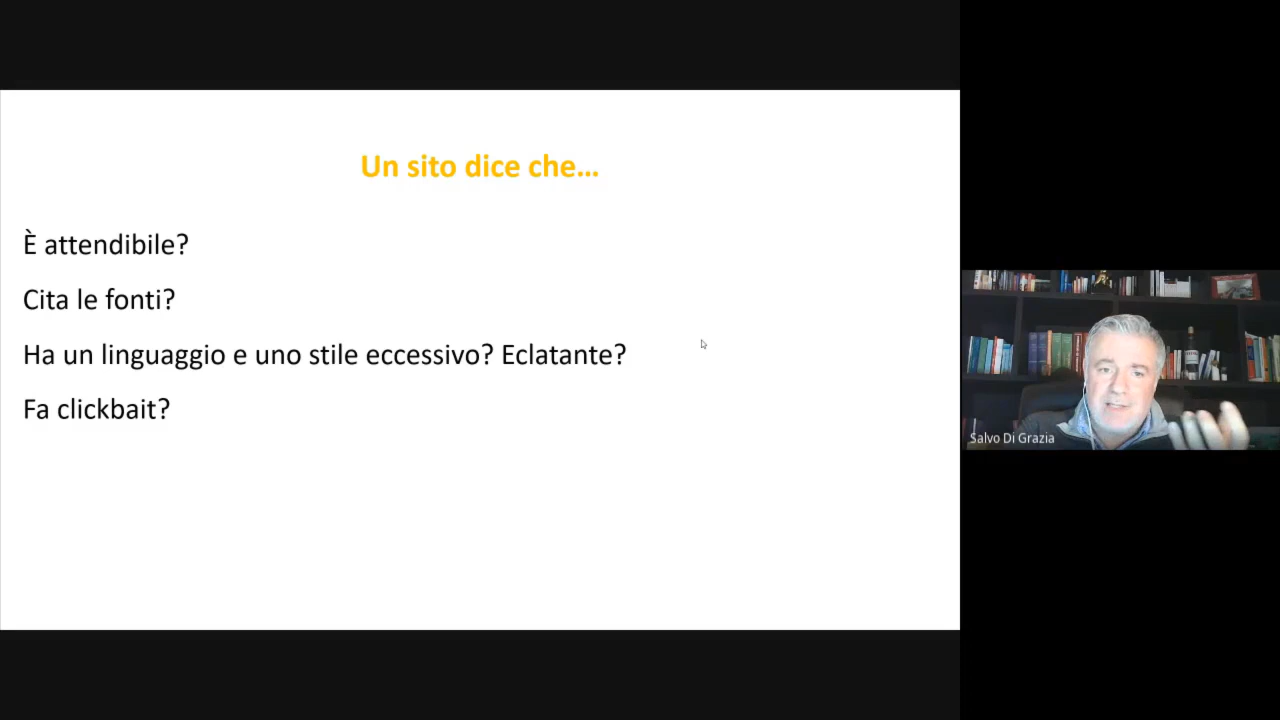 Un sito dice che...
È attendibile?
Cita le fonti?
Ha un linguaggio e uno stile eccessivo? Eclatante?
Fa clickbait?
Salvo Di Grazia